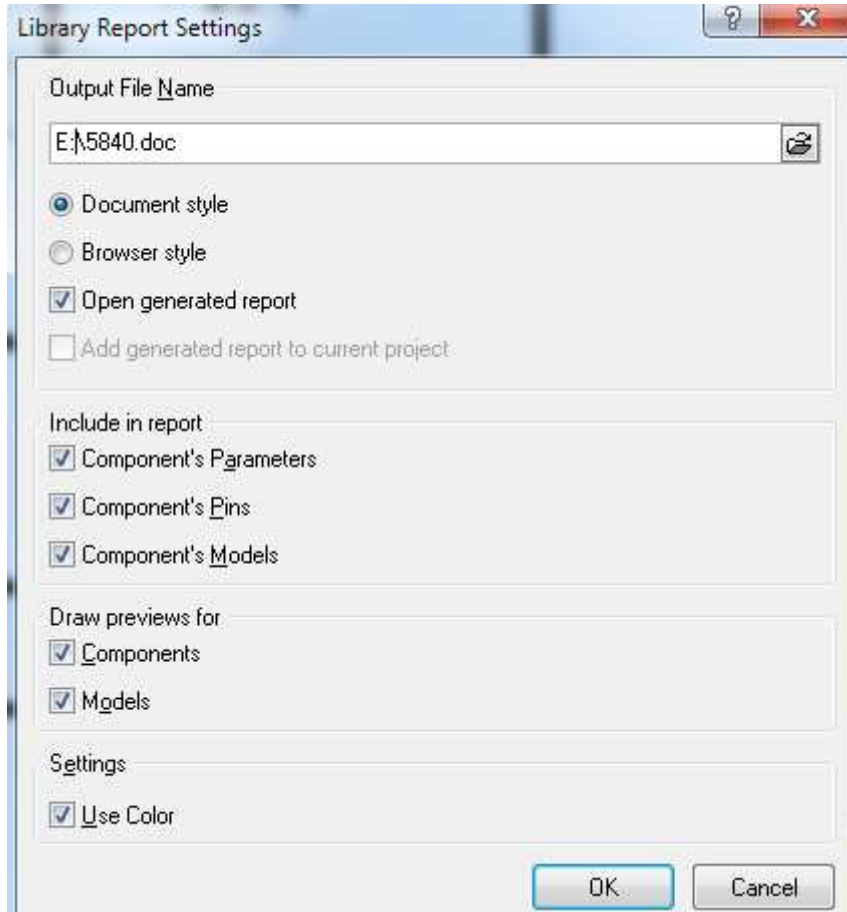 Library Report Settings
Output File Name
E:\5840.doc
Document style
Browser style
Open generated report
Add generated report to current project
Include in report
Component's Parameters
Component's Pins
Component's Models
Draw previews for
Components
Models
Settings
Use Color
OK Cancel